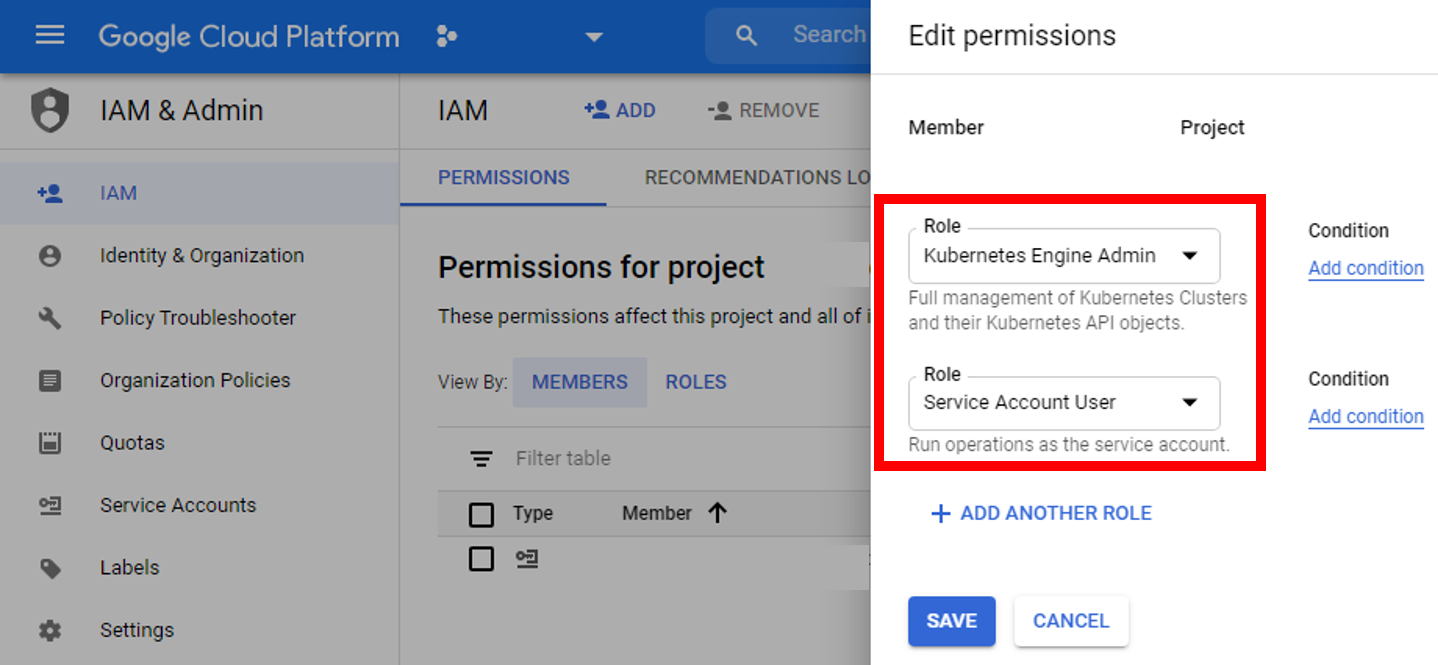 Google Cloud Platform
Search
IAM & Admin
IAM
Identity & Organization
Policy Troubleshooter
Organization Policies
Quotas
Service Accounts
Labels
Settings
IAM
ADD
REMOVE
PERMISSIONS
RECOMMENDATIONS LO
Permissions for project
These permissions affect this project and all of i
View By:
MEMBERS
ROLES
Filter table
Type
Member
Edit permissions
Member
Project
Role
Kubernetes Engine Admin
Full management of Kubernetes Clusters
and their Kubernetes API objects.
Condition
Add condition
Role
Service Account User
Run operations as the service account.
Condition
Add condition
ADD ANOTHER ROLE
SAVE
CANCEL